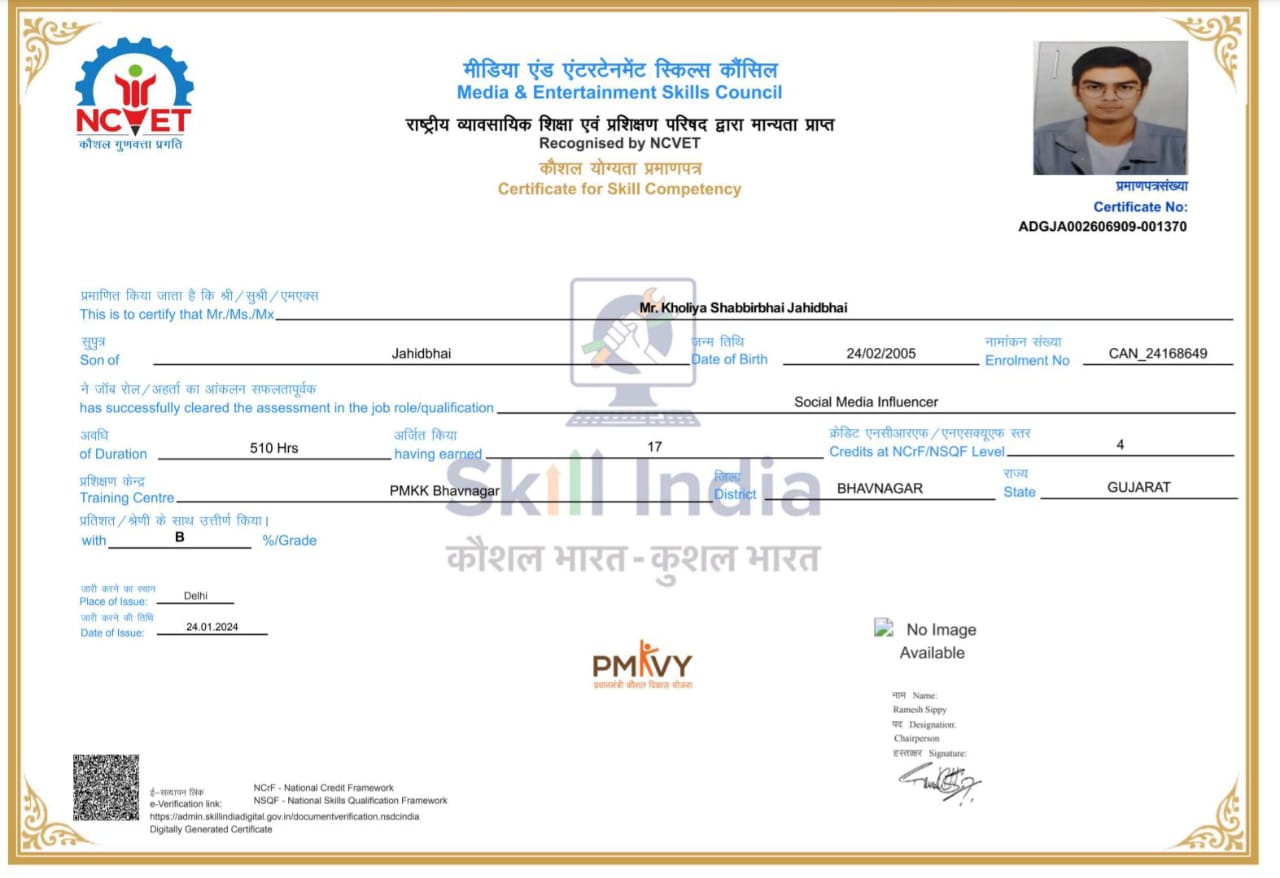 NCVET
कौशल गुणवत्ता प्रगति
मीडिया एंड एंटरटेनमेंट स्किल्स कौंसिल
Media & Entertainment Skills Council
राष्ट्रीय व्यावसायिक शिक्षा एवं प्रशिक्षण परिषद द्वारा मान्यता प्राप्त
Recognised by NCVET
कौशल योग्यता प्रमाणपत्र
Certificate for Skill Competency
प्रमाणपत्रसंख्या
Certificate No:
ADGJA002606909-001370
प्रमाणित किया जाता है कि श्री/सुश्री/एमएक्स
This is to certify that Mr./Ms./Mx Mr. Kholiya Shabbirbhai Jahidbhai
सुपुत्र जन्म तिथि नामांकन संख्या
Son of Jahidbhai Date of Birth 24/02/2005 Enrolment No CAN_24168649
ने जॉब रोल/अहर्ता का आंकलन सफलतापूर्वक
has successfully cleared the assessment in the job role/qualification Social Media Influencer
अवधि अर्जित किया क्रेडिट एनसीआरएफ/एनएसक्यूएफ स्तर
of Duration 510 Hrs having earned 17 Credits at NCrF/NSQF Level 4
प्रशिक्षण केन्द्र जिला राज्य
Training Centre PMKK Bhavnagar District BHAVNAGAR State GUJARAT
Skill India
प्रतिशत/श्रेणी के साथ उत्तीर्ण किया।
with B %/Grade
कौशल भारत - कुशल भारत
जारी करने का स्थान
Place of Issue: Delhi
जारी करने की तिथि
Date of Issue: 24.01.2024
PMKVY
प्रधानमंत्री कौशल विकास योजना
No Image
Available
नाम Name:
Ramesh Sippy
पद Designation:
Chairperson
हस्ताक्षर Signature:
ई-सत्यापन लिंक
e-Verification link:
NCrF - National Credit Framework
NSQF - National Skills Qualification Framework
https://admin.skillindiadigital.gov.in/documentverification.nsdcindia
Digitally Generated Certificate